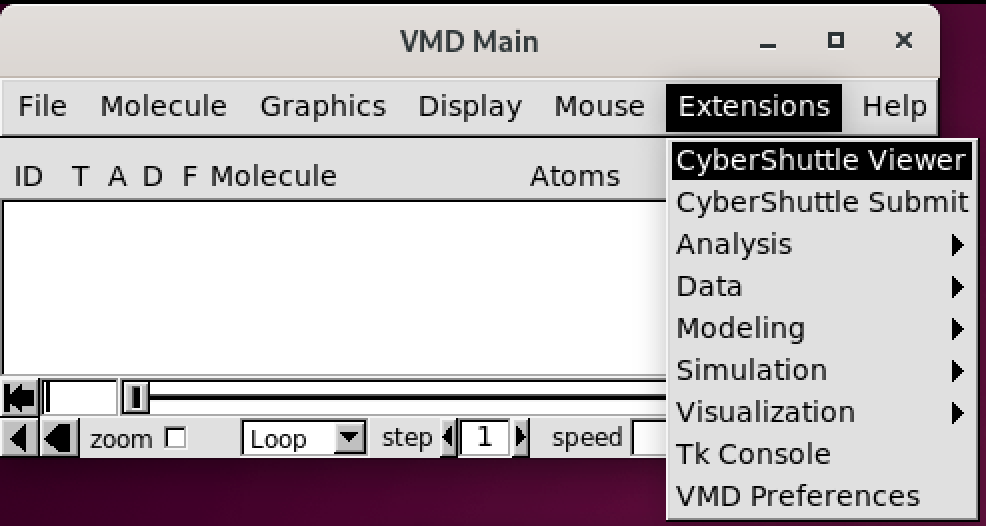 VMD Main
File Molecule Graphics Display Mouse Extensions Help
ID T A D F Molecule Atoms
CyberShuttle Viewer
CyberShuttle Submit
Analysis
Data
Modeling
Simulation
Visualization
Tk Console
VMD Preferences
zoom Loop step 1 speed